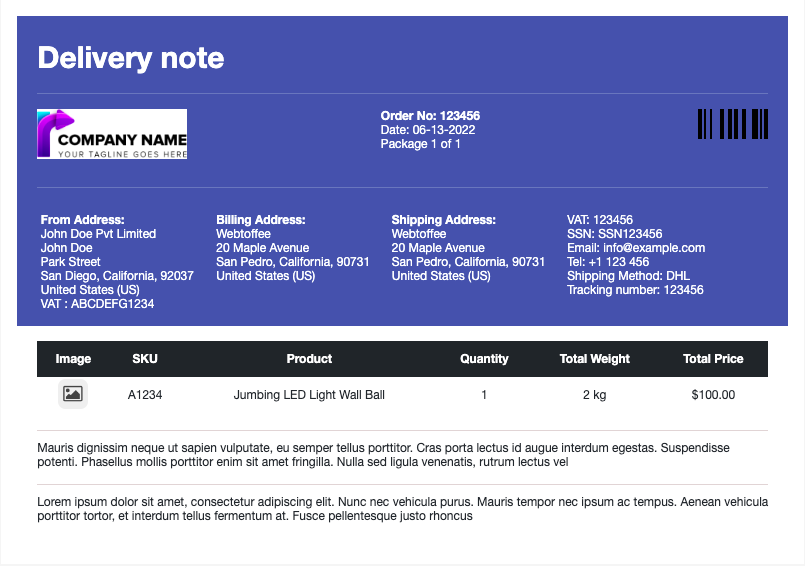 Delivery note
COMPANY NAME
YOUR TAGLINE GOES HERE
Order No: 123456
Date: 06-13-2022
Package 1 of 1
From Address:
John Doe Pvt Limited
John Doe
Park Street
San Diego, California, 92037
United States (US)
VAT : ABCDEFG1234
Billing Address:
Webtoffee
20 Maple Avenue
San Pedro, California, 90731
United States (US)
Shipping Address:
Webtoffee
20 Maple Avenue
San Pedro, California, 90731
United States (US)
VAT: 123456
SSN: SSN123456
Email: info@example.com
Tel: +1 123 456
Shipping Method: DHL
Tracking number: 123456
Image SKU Product Quantity Total Weight Total Price
A1234 Jumbing LED Light Wall Ball 1 2 kg $100.00
Mauris dignissim neque ut sapien vulputate, eu semper tellus porttitor. Cras porta lectus id augue interdum egestas. Suspendisse
potenti. Phasellus mollis porttitor enim sit amet fringilla. Nulla sed ligula venenatis, rutrum lectus vel
Lorem ipsum dolor sit amet, consectetur adipiscing elit. Nunc nec vehicula purus. Mauris tempor nec ipsum ac tempus. Aenean vehicula
porttitor tortor, et interdum tellus fermentum at. Fusce pellentesque justo rhoncus